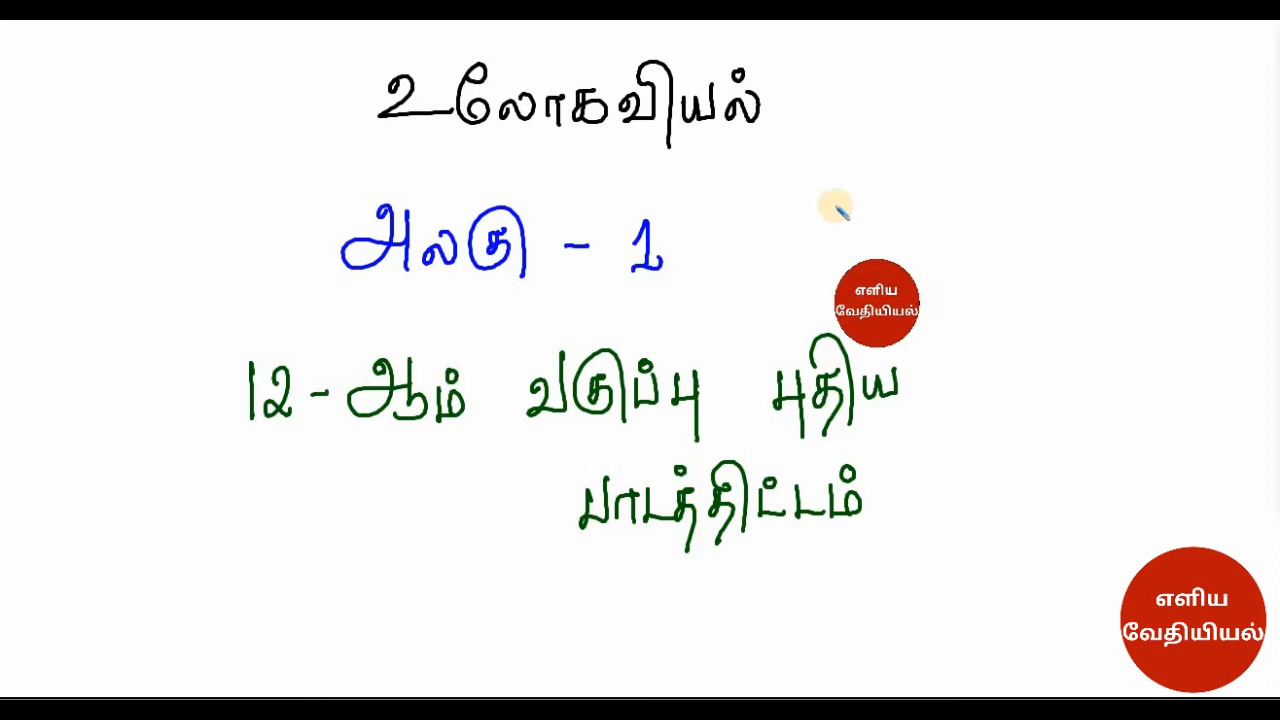 உலோகவியல்
அலகு - 1
எளிய
வேதியியல்
12 - ஆம் வகுப்பு புதிய
பாடத்திட்டம்
எளிய
வேதியியல்